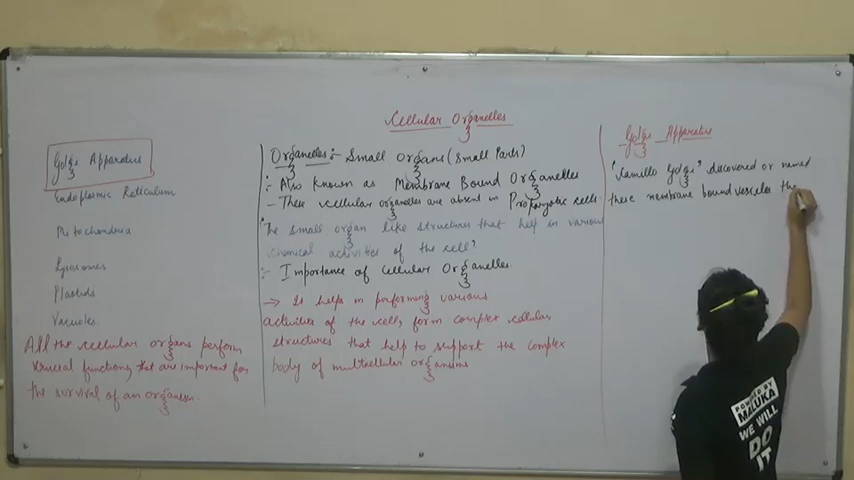 Cellular Organelles
Golgi Apparatus
Endoplasmic Reticulum
Mitochondria
Lysosomes
Plastids
Vacuoles
All the cellular organs perform
crucial functions, that are important for
the survival of an organism.
Organelles :- Small Organs (Small Parts)
:- Also known as Membrane Bound Organelles
- These cellular organelles are absent in Prokaryotic cells.
"The small organ like structure that help in various
chemical activities of the cell"
:- Importance of Cellular Organelles.
→ It helps in performing various
activities of the cell, form complex cellular
structures that help to support the complex
body of multicellular organisms
Golgi Apparatus
"Camillo Golgi" discovered or named
these membrane bound vesicles the
POWERED BY
MALUKA
WE WILL
DO
IT